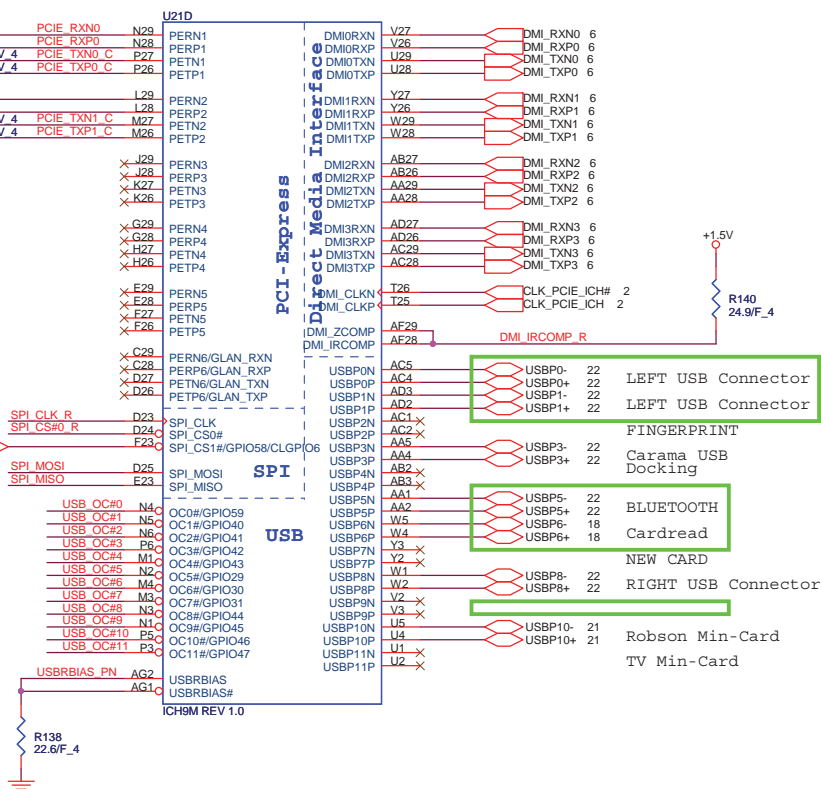 U21D
PCIE_RXN0 N29 PERN1 DMI0RXN V27 DMI_RXN0 6
PCIE_RXP0 N28 PERP1 DMI0RXP V26 DMI_RXP0 6
V_4 PCIE_TXN0_C P27 PETN1 DMI0TXN U29 DMI_TXN0 6
V_4 PCIE_TXP0_C P26 PETP1 DMI0TXP U28 DMI_TXP0 6
L29 PERN2 DMI1RXN Y27 DMI_RXN1 6
L28 PERP2 DMI1RXP Y26 DMI_RXP1 6
V_4 PCIE_TXN1_C M27 PETN2 DMI1TXN W29 DMI_TXN1 6
V_4 PCIE_TXP1_C M26 PETP2 DMI1TXP W28 DMI_TXP1 6
J29 PERN3 DMI2RXN AB27 DMI_RXN2 6
J28 PERP3 DMI2RXP AB26 DMI_RXP2 6
K27 PETN3 DMI2TXN AA29 DMI_TXN2 6
K26 PETP3 DMI2TXP AA28 DMI_TXP2 6
G29 PERN4 DMI3RXN AD27 DMI_RXN3 6
G28 PERP4 DMI3RXP AD26 DMI_RXP3 6
H27 PETN4 DMI3TXN AC29 DMI_TXN3 6
H26 PETP4 DMI3TXP AC28 DMI_TXP3 6
PCI-Express
Direct Media Interface
+1.5V
E29 PERN5 DMI_CLKN T26 CLK_PCIE_ICH# 2
E28 PERP5 DMI_CLKP T25 CLK_PCIE_ICH 2
R140
24.9/F_4
F27 PETN5
F26 PETP5 DMI_ZCOMP AF29
DMI_IRCOMP AF28 DMI_IRCOMP_R
C29 PERN6/GLAN_RXN
C28 PERP6/GLAN_RXP USBP0N AC5 USBP0- 22
D27 PETN6/GLAN_TXN USBP0P AC4 USBP0+ 22 LEFT USB Connector
D26 PETP6/GLAN_TXP USBP1N AD3 USBP1- 22
USBP1P AD2 USBP1+ 22 LEFT USB Connector
SPI_CLK_R D23 SPI_CLK USBP2N AC1
SPI_CS#0_R D24 SPI_CS0# USBP2P AC2 FINGERPRINT
F23 SPI_CS1#/GPIO58/CLGPIO6 USBP3N AA5 USBP3- 22
USBP3P AA4 USBP3+ 22 Carama USB
SPI_MOSI D25 SPI_MOSI SPI USBP4N AB2 Docking
SPI_MISO E23 SPI_MISO USBP4P AB3
USBP5N AA1 USBP5- 22
USB_OC#0 N4 OC0#/GPIO59 USBP5P AA2 USBP5+ 22 BLUETOOTH
USB_OC#1 N5 OC1#/GPIO40 USBP6N W5 USBP6- 18
USB_OC#2 N6 OC2#/GPIO41 USB USBP6P W4 USBP6+ 18 Cardread
USB_OC#3 P6 OC3#/GPIO42 USBP7N Y3
USB_OC#4 M1 OC4#/GPIO43 USBP7P Y2 NEW CARD
USB_OC#5 N2 OC5#/GPIO29 USBP8N W1 USBP8- 22
USB_OC#6 M4 OC6#/GPIO30 USBP8P W2 USBP8+ 22 RIGHT USB Connector
USB_OC#7 M3 OC7#/GPIO31 USBP9N V2
USB_OC#8 N3 OC8#/GPIO44 USBP9P V3
USB_OC#9 N1 OC9#/GPIO45 USBP10N U5 USBP10- 21
USB_OC#10 P5 OC10#/GPIO46 USBP10P U4 USBP10+ 21 Robson Min-Card
USB_OC#11 P3 OC11#/GPIO47 USBP11N U1
USBP11P U2 TV Min-Card
USBRBIAS_PN AG2 USBRBIAS
AG1 USBRBIAS#
ICH9M REV 1.0
R138
22.6/F_4